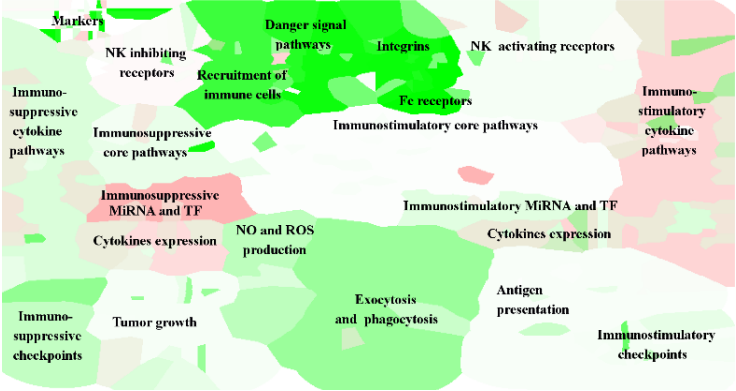 Markers
NK inhibiting
receptors
Danger signal
pathways
Integrins
NK activating receptors
Recruitment of
immune cells
Fc receptors
Immuno-
suppressive
cytokine
pathways
Immunosuppressive
core pathways
Immunostimulatory core pathways
Immuno-
stimulatory
cytokine
pathways
Immunosuppressive
MiRNA and TF
Immunostimulatory MiRNA and TF
Cytokines expression
NO and ROS
production
Cytokines expression
Immuno-
suppressive
checkpoints
Tumor growth
Exocytosis
and phagocytosis
Antigen
presentation
Immunostimulatory
checkpoints